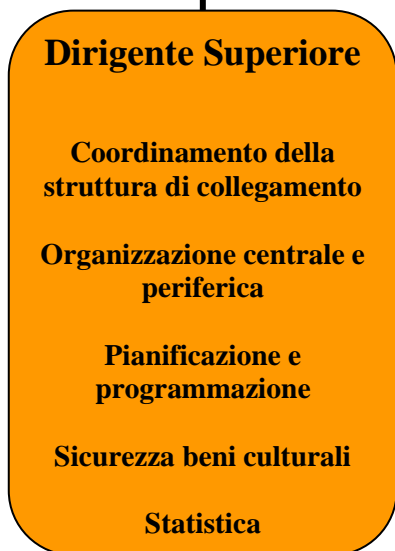 Dirigente Superiore
Coordinamento della
struttura di collegamento
Organizzazione centrale e
periferica
Pianificazione e
programmazione
Sicurezza beni culturali
Statistica